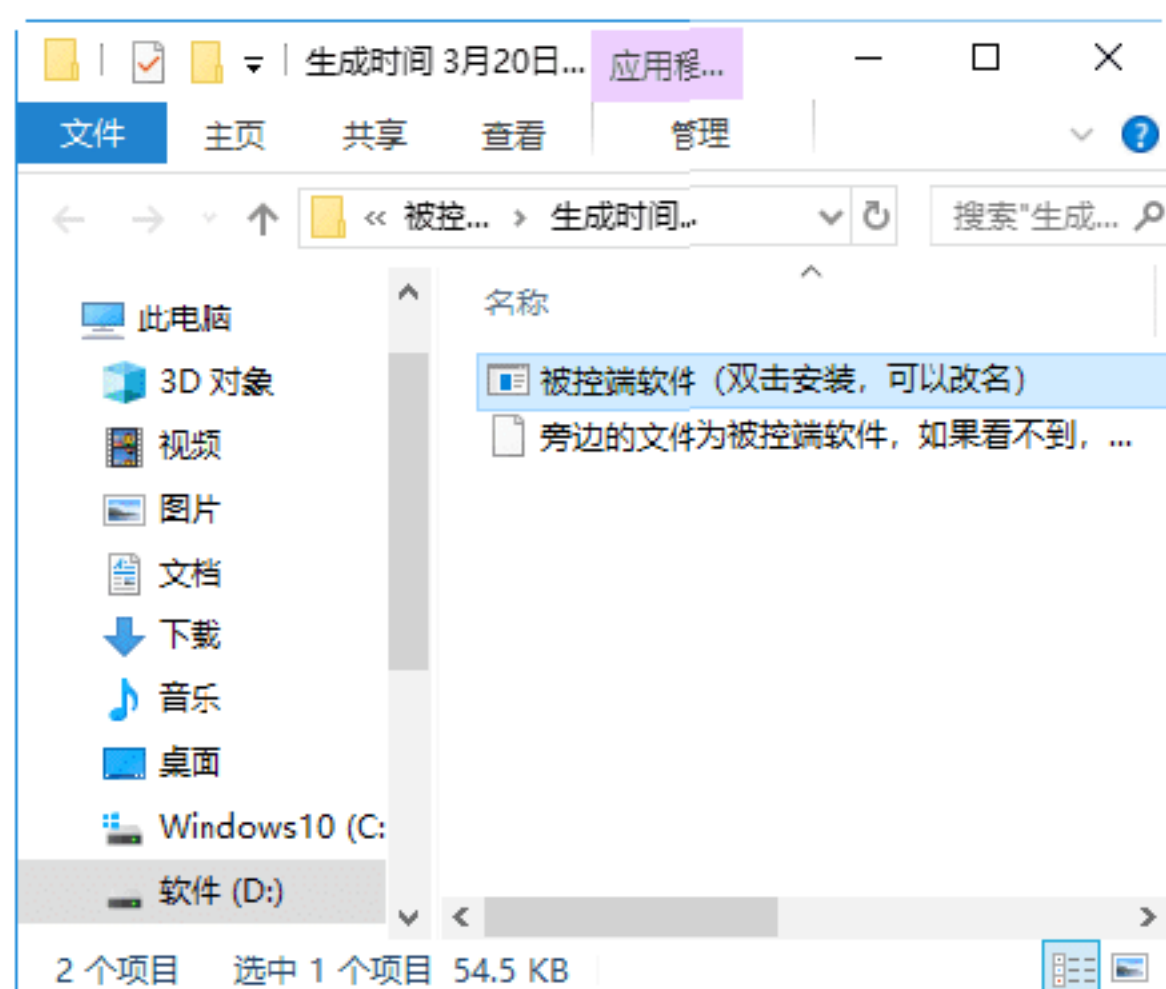 生成时间 3月20日... 应用程...
文件 主页 共享 查看 管理
« 被控... › 生成时间... 搜索"生成...
名称
此电脑
3D 对象
视频
图片
文档
下载
音乐
桌面
Windows10 (C:
软件 (D:)
被控端软件（双击安装，可以改名）
旁边的文件为被控端软件，如果看不到，...
2 个项目 选中 1 个项目 54.5 KB